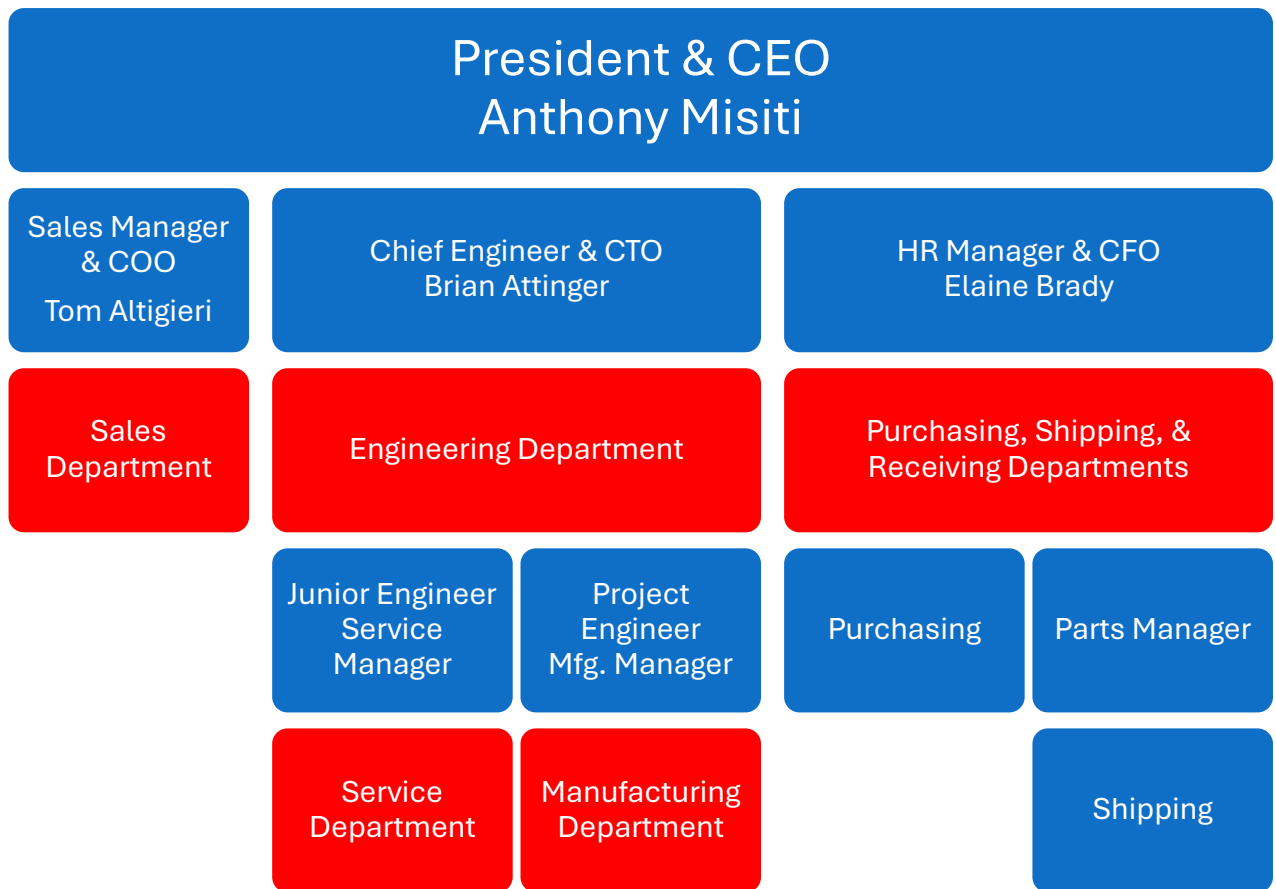 President & CEO
Anthony Misiti
Sales Manager
& COO
Tom Altigieri
Chief Engineer & CTO
Brian Attinger
HR Manager & CFO
Elaine Brady
Sales
Department
Engineering Department
Purchasing, Shipping, &
Receiving Departments
Junior Engineer
Service
Manager
Project
Engineer
Mfg. Manager
Purchasing
Parts Manager
Service
Department
Manufacturing
Department
Shipping